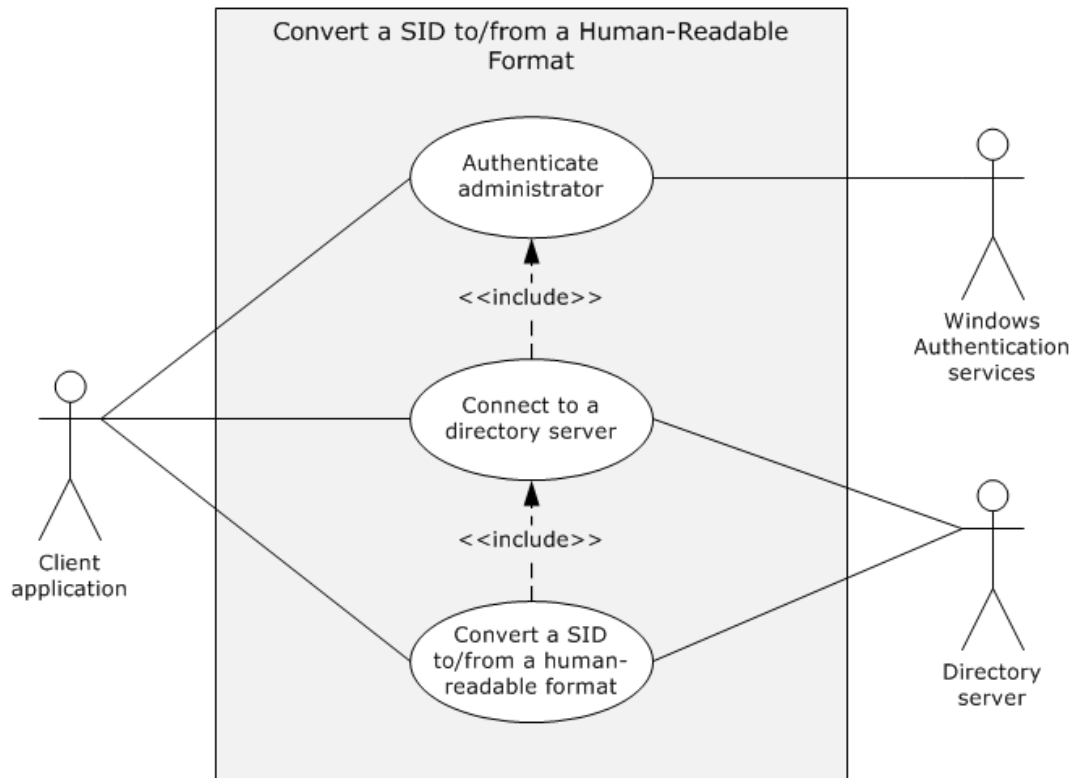 Convert a SID to/from a Human-Readable
Format
Authenticate
administrator
<<include>>
Windows
Authentication
services
Connect to a
directory server
Client
application
<<include>>
Convert a SID
to/from a human-
readable format
Directory
server